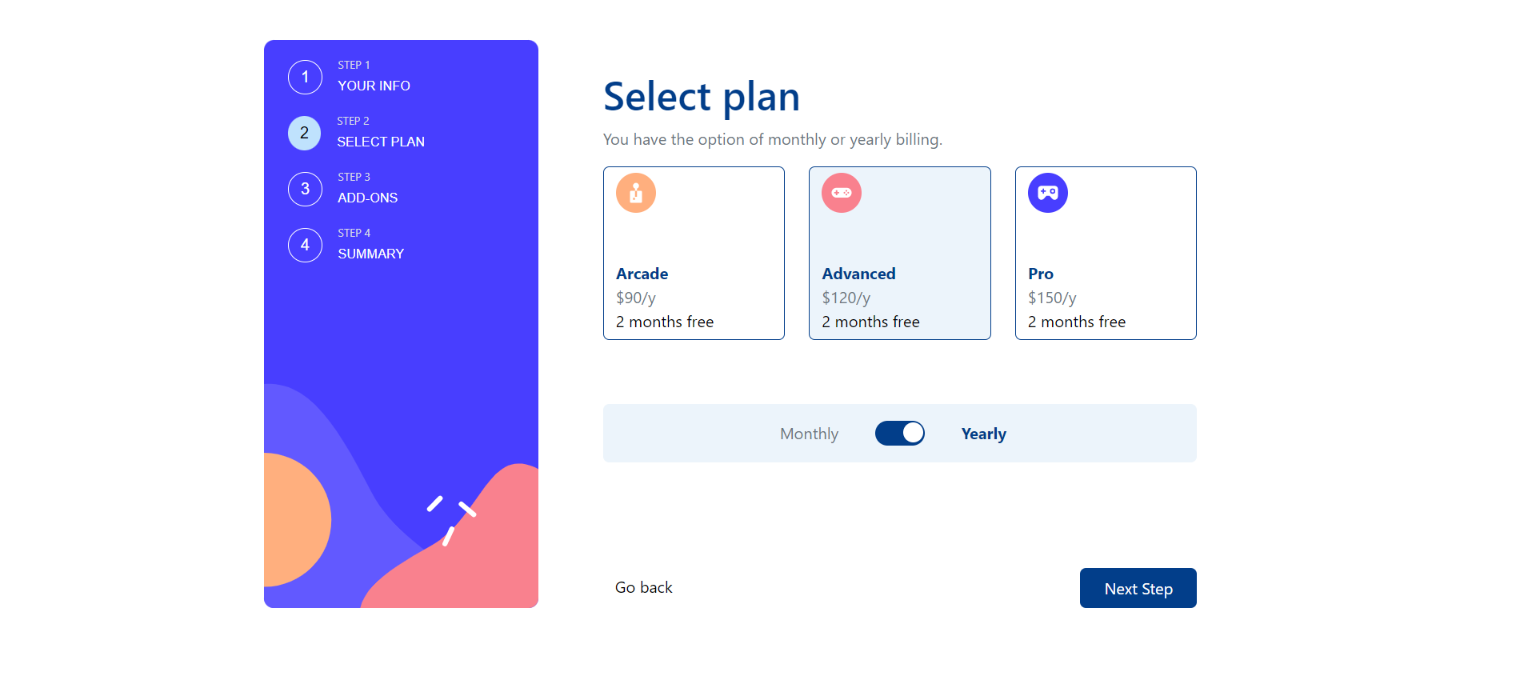 1
STEP 1
YOUR INFO
2
STEP 2
SELECT PLAN
3
STEP 3
ADD-ONS
4
STEP 4
SUMMARY
Select plan
You have the option of monthly or yearly billing.
Arcade
$90/y
2 months free
Advanced
$120/y
2 months free
Pro
$150/y
2 months free
Monthly
Yearly
Go back
Next Step